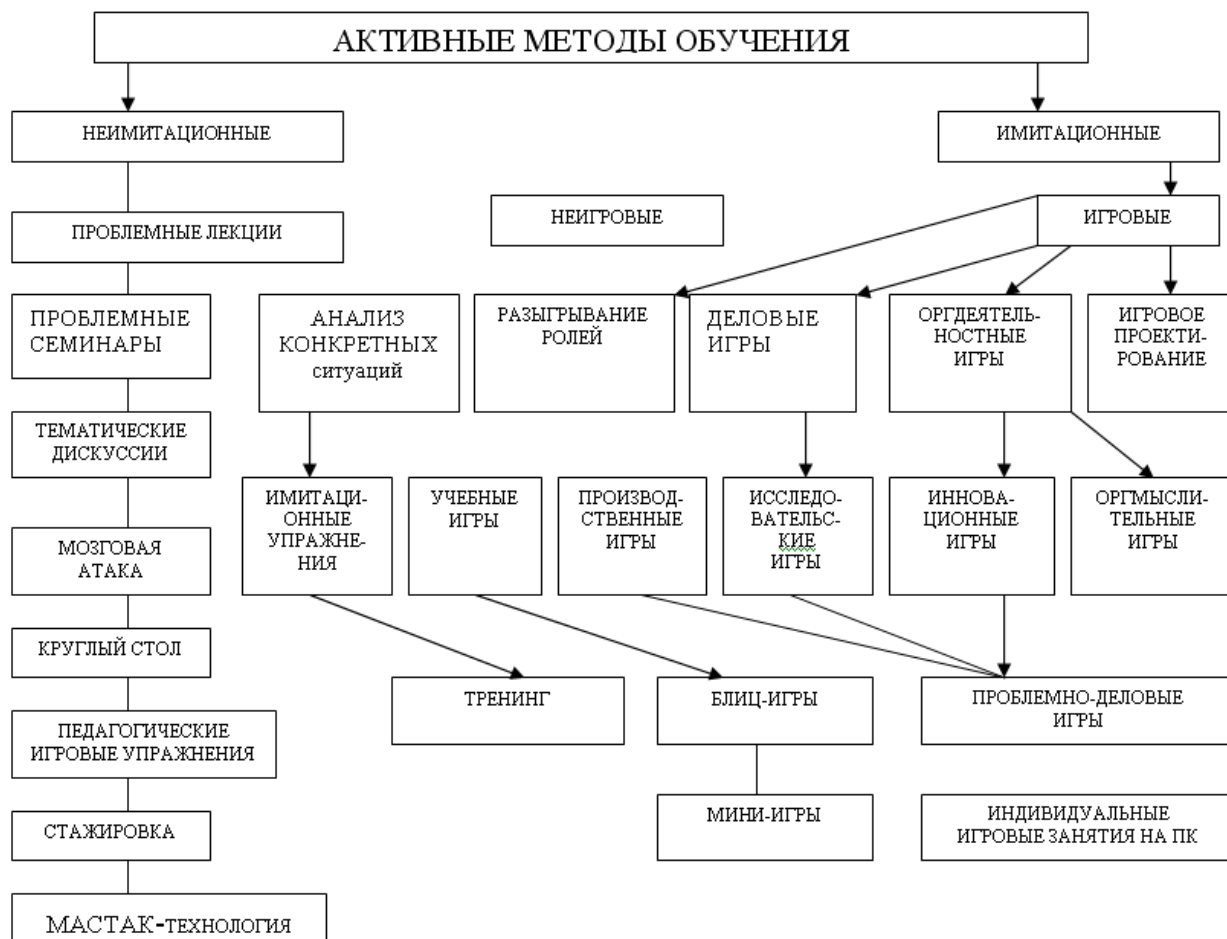 АКТИВНЫЕ МЕТОДЫ ОБУЧЕНИЯ
НЕИМИТАЦИОННЫЕ
ИМИТАЦИОННЫЕ
НЕИГРОВЫЕ
ИГРОВЫЕ
ПРОБЛЕМНЫЕ ЛЕКЦИИ
ПРОБЛЕМНЫЕ
СЕМИНАРЫ
АНАЛИЗ
КОНКРЕТНЫХ
ситуаций
РАЗЫГРЫВАНИЕ
РОЛЕЙ
ДЕЛОВЫЕ
ИГРЫ
ОРГДЕЯТЕЛЬ-
НОСТНЫЕ
ИГРЫ
ИГРОВОЕ
ПРОЕКТИ-
РОВАНИЕ
ТЕМАТИЧЕСКИЕ
ДИСКУССИИ
ИМИТАЦИ-
ОННЫЕ
УПРАЖНЕ-
НИЯ
УЧЕБНЫЕ
ИГРЫ
ПРОИЗВОД-
СТВЕННЫЕ
ИГРЫ
ИССЛЕДО-
ВАТЕЛЬС-
КИЕ
ИГРЫ
ИННОВА-
ЦИОННЫЕ
ИГРЫ
ОРГМЫСЛИ-
ТЕЛЬНЫЕ
ИГРЫ
МОЗГОВАЯ
АТАКА
КРУГЛЫЙ СТОЛ
ТРЕНИНГ
БЛИЦ-ИГРЫ
ПРОБЛЕМНО-ДЕЛОВЫЕ
ИГРЫ
ПЕДАГОГИЧЕСКИЕ
ИГРОВЫЕ УПРАЖНЕНИЯ
МИНИ-ИГРЫ
ИНДИВИДУАЛЬНЫЕ
ИГРОВЫЕ ЗАНЯТИЯ НА ПК
СТАЖИРОВКА
МАСТАК-ТЕХНОЛОГИЯ